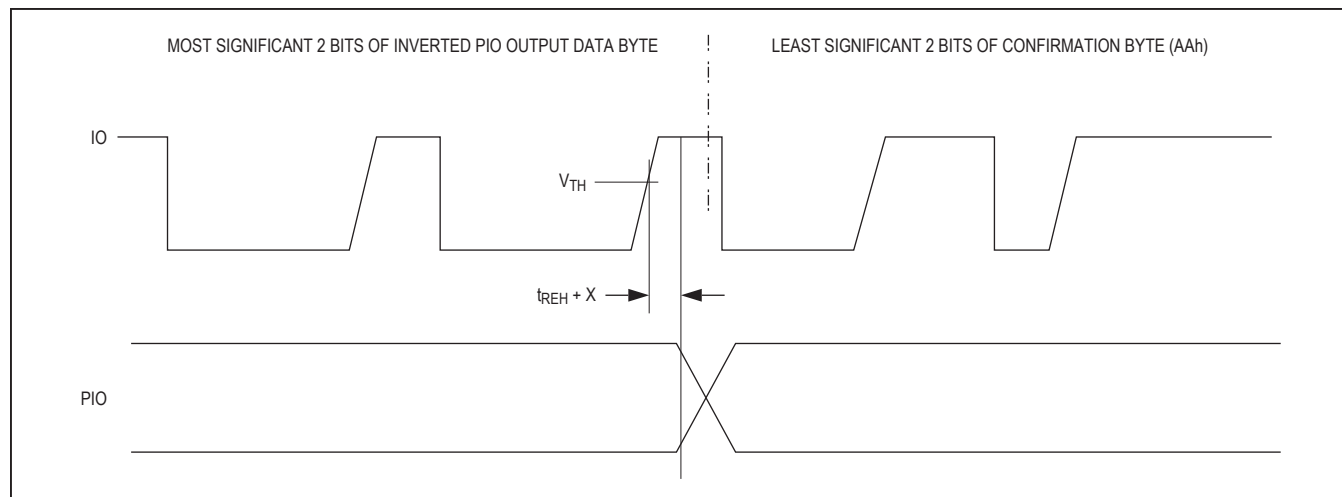 MOST SIGNIFICANT 2 BITS OF INVERTED PIO OUTPUT DATA BYTE
LEAST SIGNIFICANT 2 BITS OF CONFIRMATION BYTE (AAh)
IO
VTH
tREH + X
PIO